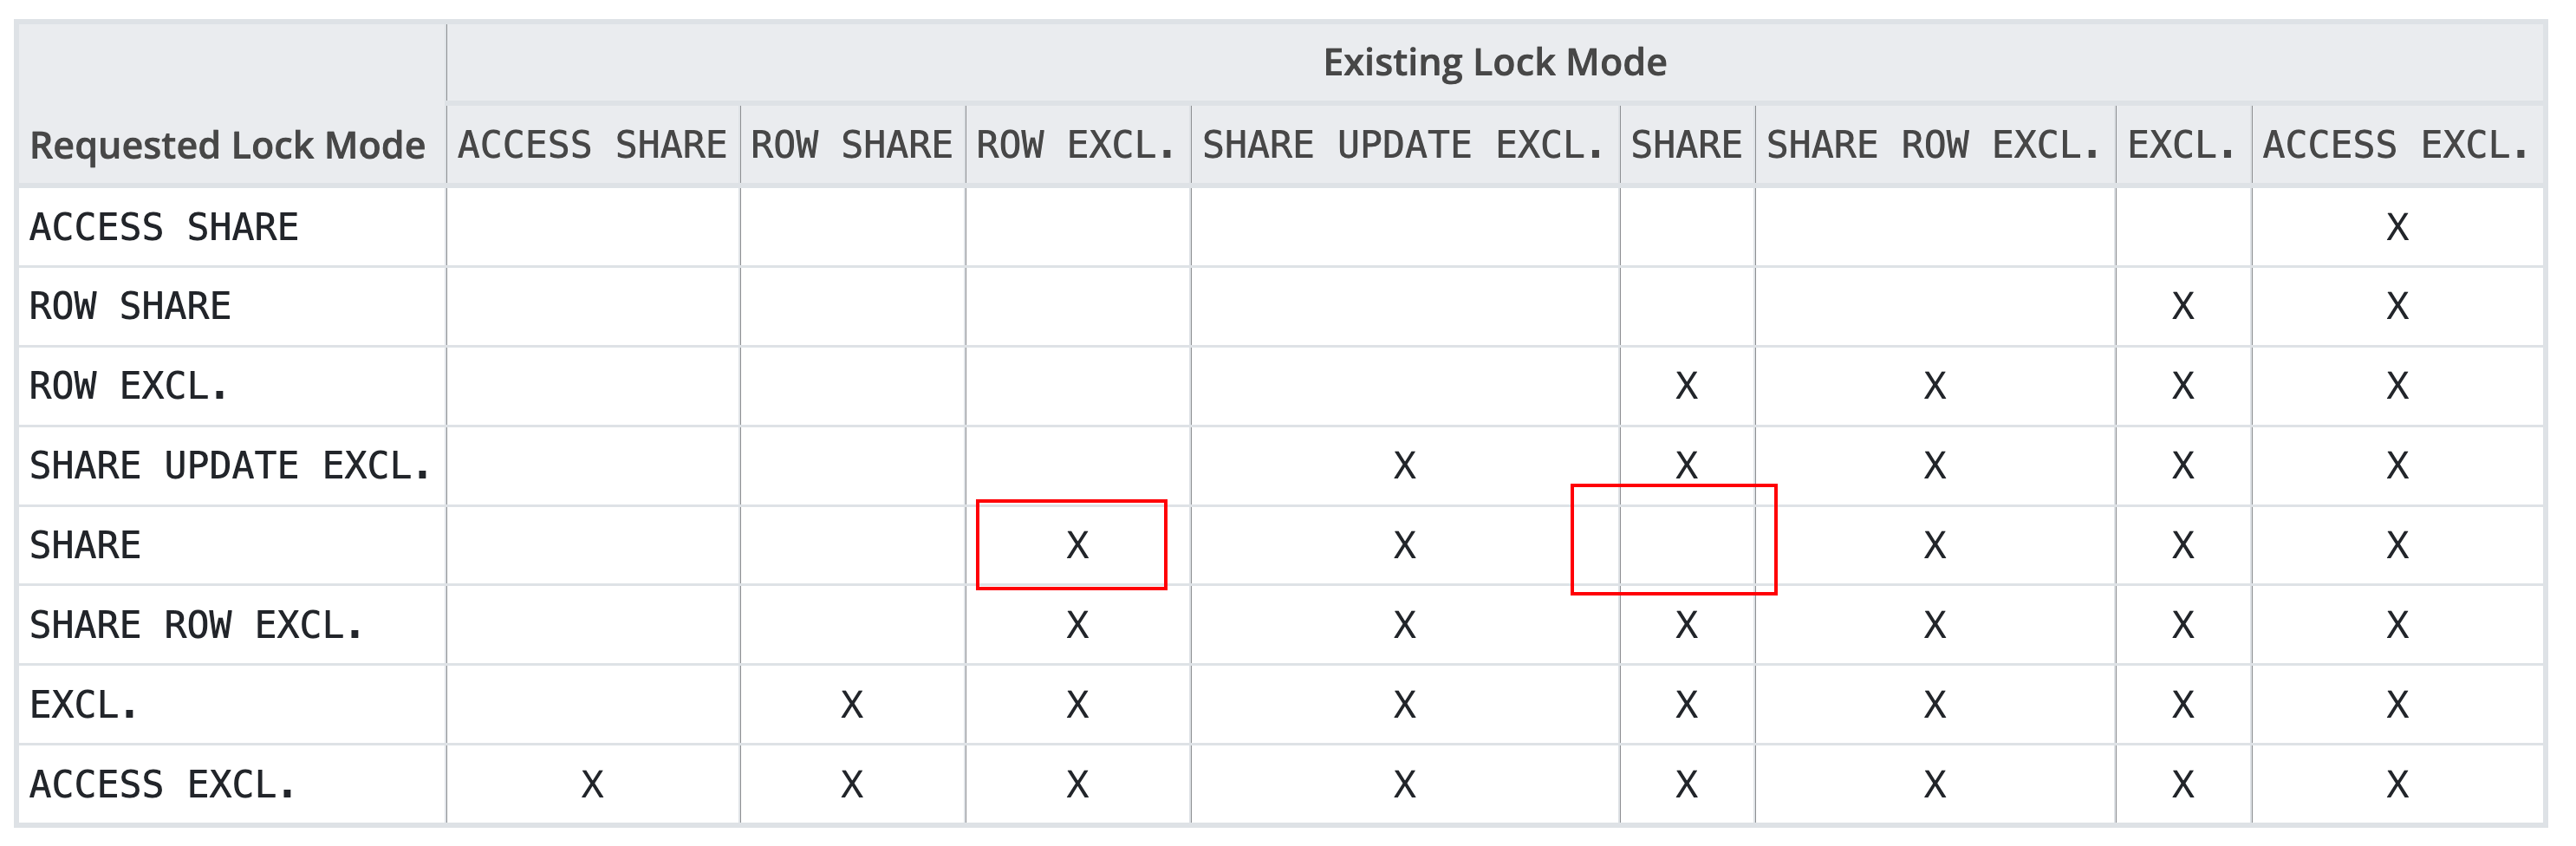 Existing Lock Mode
Requested Lock Mode ACCESS SHARE ROW SHARE ROW EXCL. SHARE UPDATE EXCL. SHARE SHARE ROW EXCL. EXCL. ACCESS EXCL.
ACCESS SHARE X
ROW SHARE X X
ROW EXCL. X X X X
SHARE UPDATE EXCL. X X X X X
SHARE X X X X X
SHARE ROW EXCL. X X X X X X
EXCL. X X X X X X X
ACCESS EXCL. X X X X X X X X